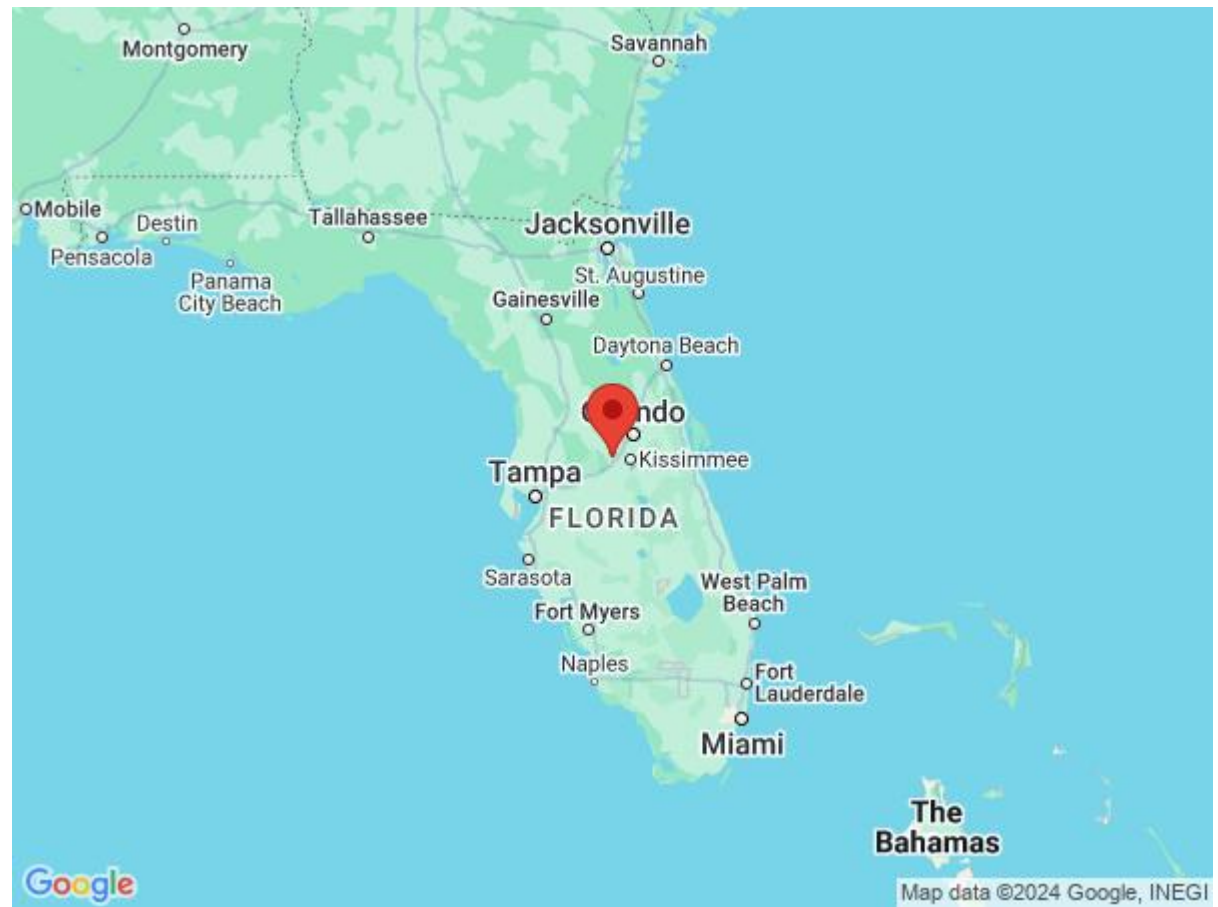 Montgomery
Savannah
Mobile
Destin
Tallahassee
Jacksonville
Pensacola
Panama
City Beach
St. Augustine
Gainesville
Daytona Beach
Kissimmee
Tampa
FLORIDA
Sarasota
West Palm
Beach
Fort Myers
Naples
Fort
Lauderdale
Miami
The
Bahamas
Google
Map data ©2024 Google, INEGI